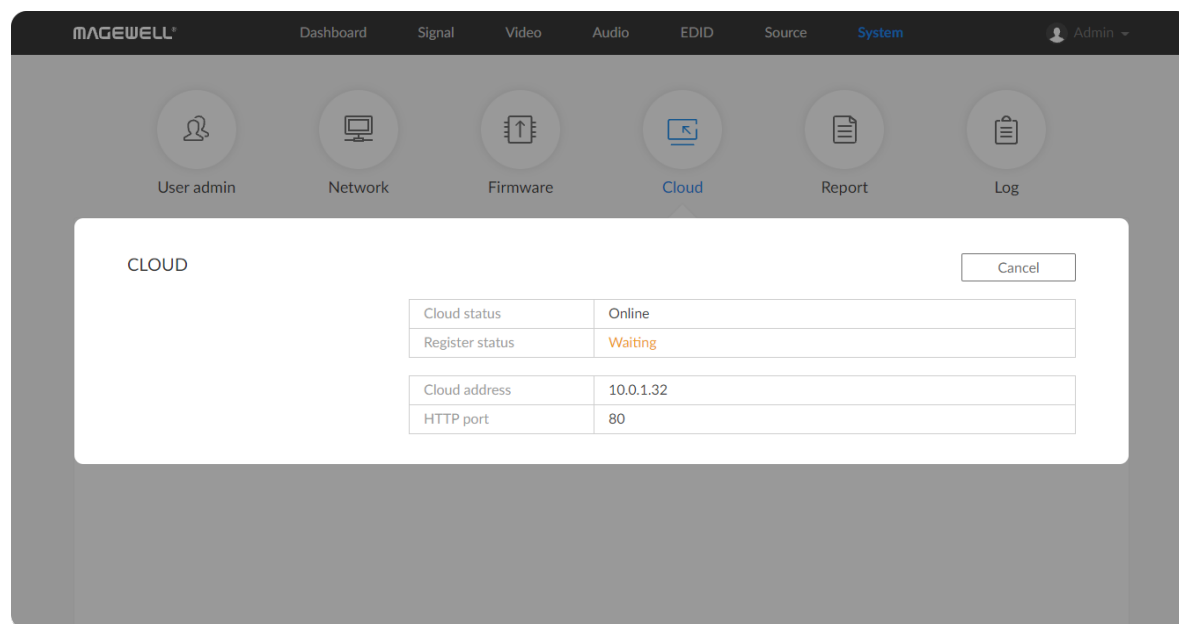 MAGEWELL® Dashboard Signal Video Audio EDID Source System Admin
User admin Network Firmware Cloud Report Log
CLOUD Cancel
Cloud status Online
Register status Waiting
Cloud address 10.0.1.32
HTTP port 80